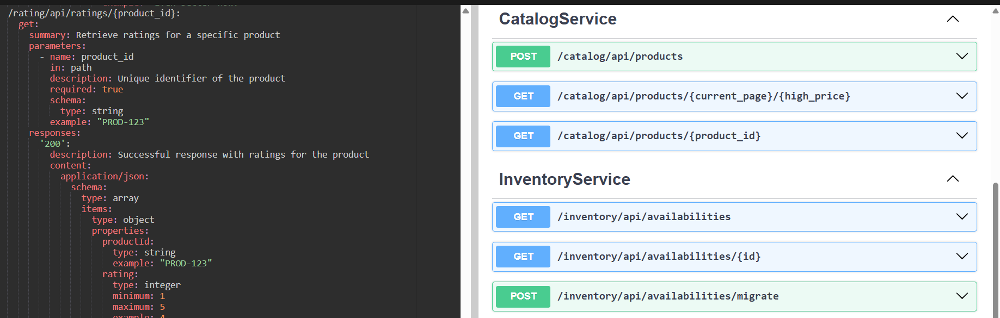 /rating/api/ratings/{product_id}:
get:
summary: Retrieve ratings for a specific product
parameters:
- name: product_id
in: path
description: Unique identifier of the product
required: true
schema:
type: string
example: "PROD-123"
responses:
'200':
description: Successful response with ratings for the product
content:
application/json:
schema:
type: array
items:
type: object
properties:
productId:
type: string
example: "PROD-123"
rating:
type: integer
minimum: 1
maximum: 5
example: 4
CatalogService
POST /catalog/api/products
GET /catalog/api/products/{current_page}/{high_price}
GET /catalog/api/products/{product_id}
InventoryService
GET /inventory/api/availabilities
GET /inventory/api/availabilities/{id}
POST /inventory/api/availabilities/migrate